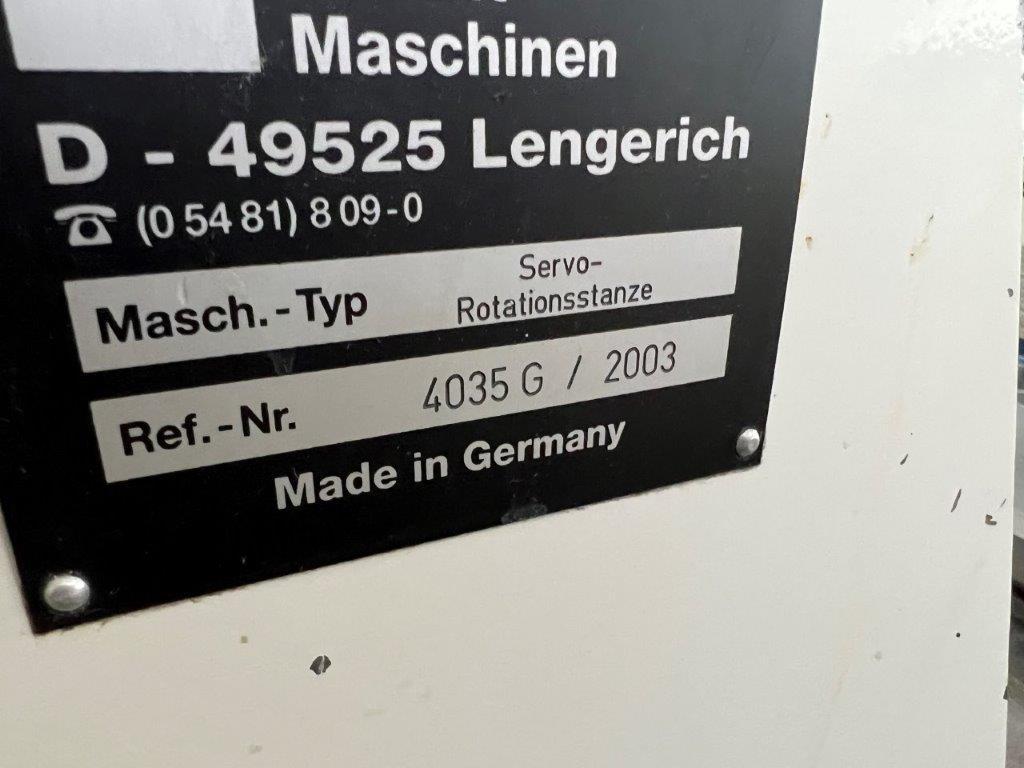 Maschinen
D - 49525 Lengerich
☎ (0 54 81) 8 09-0
Masch.-Typ Servo-
Rotationsstanze
Ref.-Nr. 4035 G / 2003
Made in Germany